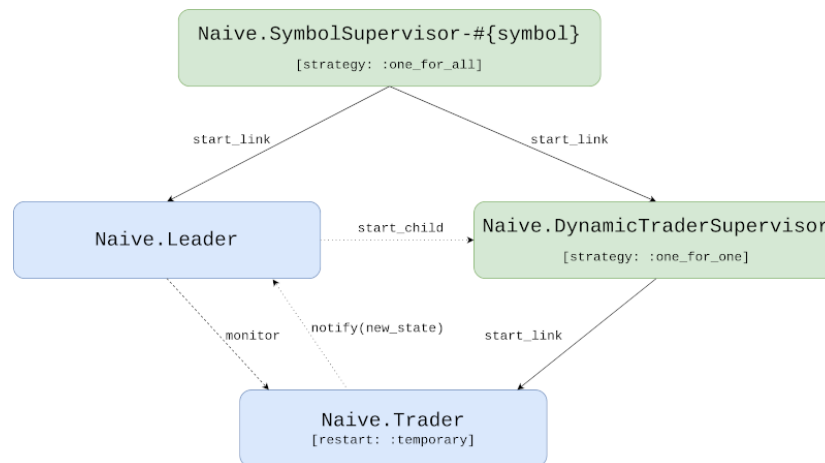 Naive.SymbolSupervisor-#{symbol}
[strategy: :one_for_all]
start_link
start_link
Naive.Leader
start_child
Naive.DynamicTraderSupervisor
[strategy: :one_for_one]
monitor
notify(new_state)
start_link
Naive.Trader
[restart: :temporary]